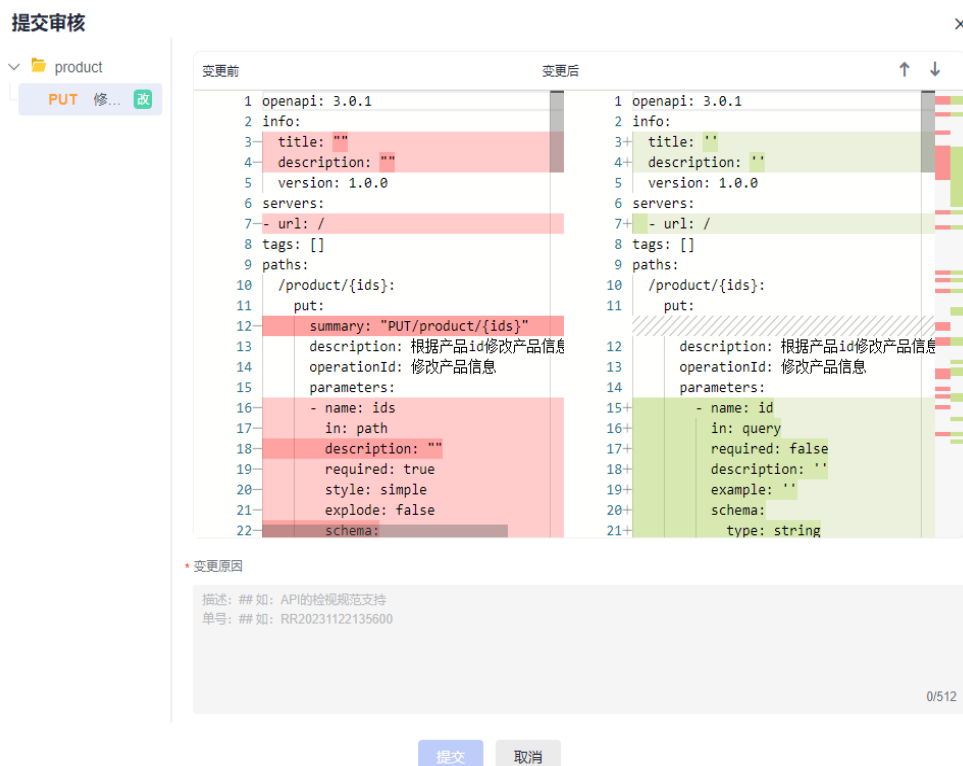 提交审核
product
PUT 修... 改
变更前
变更后
1 openapi: 3.0.1
2 info:
3- title: ""
4- description: ""
5 version: 1.0.0
6 servers:
7- - url: /
8 tags: []
9 paths:
10 /product/{ids}:
11 put:
12- summary: "PUT/product/{ids}"
13 description: 根据产品id修改产品信息
14 operationId: 修改产品信息
15 parameters:
16- - name: ids
17- in: path
18- description: ""
19- required: true
20- style: simple
21- explode: false
22- schema:
1 openapi: 3.0.1
2 info:
3+ title: ''
4+ description: ''
5 version: 1.0.0
6 servers:
7+ - url: /
8 tags: []
9 paths:
10 /product/{ids}:
11 put:
12 description: 根据产品id修改产品信息
13 operationId: 修改产品信息
14 parameters:
15+ - name: id
16+ in: query
17+ required: false
18+ description: ''
19+ example: ''
20+ schema:
21+ type: string
* 变更原因
描述: ## 如: API的检视规范支持
单号: ## 如: RR20231122135600
0/512
提交
取消